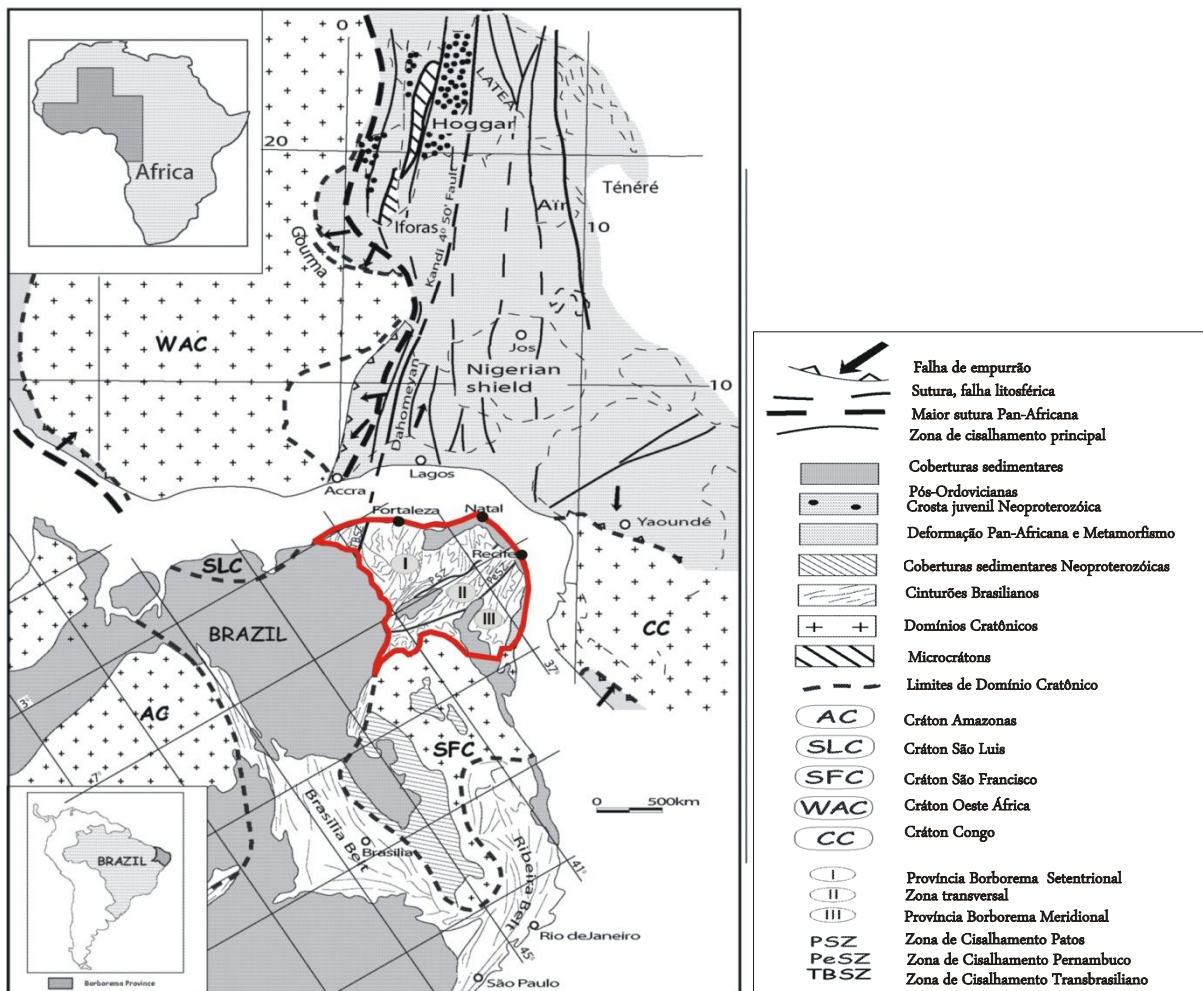 0
LATEA
Hoggar
20
Africa
Ténéré
Aïr
Iforas
Kandi 4° 50' Fault
10
Gourma
WAC
Jos
Nigerian
shield
10
Dahomeyan
Lagos
Accra
Yaoundé
Fortaleza
Natal
TBSZ
Recife
SLC
I
PSZ
PeSZ
II
III
BRAZIL
CC
37°
AC
3°
7°
SFC
0 500km
Brasilia Belt
Brasília
Ribeira Belt
41°
BRAZIL
Rio deJaneiro
45°
São Paulo
Borborema Province
Falha de empurrão
Sutura, falha litosférica
Maior sutura Pan-Africana
Zona de cisalhamento principal
Coberturas sedimentares
Pós-Ordovicianas
Crosta juvenil Neoproterozóica
Deformação Pan-Africana e Metamorfismo
Coberturas sedimentares Neoproterozóicas
Cinturões Brasilianos
Domínios Cratônicos
Microcrátons
Limites de Domínio Cratônico
AC Cráton Amazonas
SLC Cráton São Luis
SFC Cráton São Francisco
WAC Cráton Oeste África
CC Cráton Congo
I Província Borborema Setentrional
II Zona transversal
III Província Borborema Meridional
PSZ Zona de Cisalhamento Patos
PeSZ Zona de Cisalhamento Pernambuco
TBSZ Zona de Cisalhamento Transbrasiliano